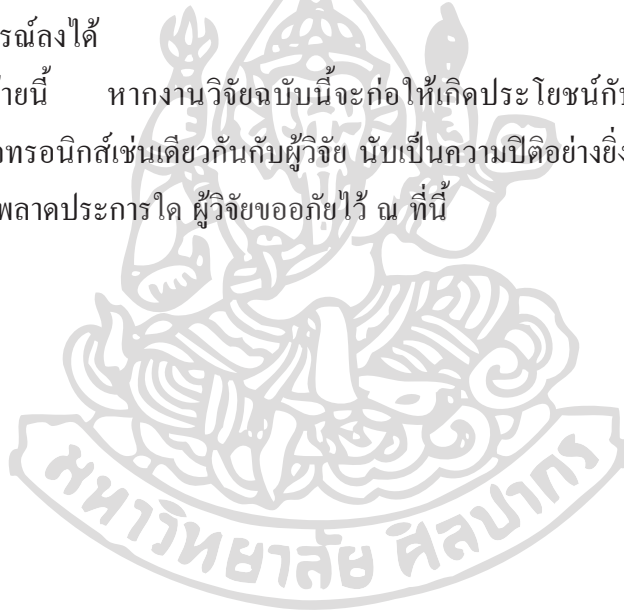 รณ์ลงได้
ายนี้ หากงานวิจัยฉบับนี้จะก่อให้เกิดประโยชน์กับ
ทรอนิกส์เช่นเดียวกันกับผู้วิจัย นับเป็นความปิติอย่างยิ่ง
พลาดประการใด ผู้วิจัยขออภัยไว้ ณ ที่นี้
มหาวิทยาลัย ศิลปากร